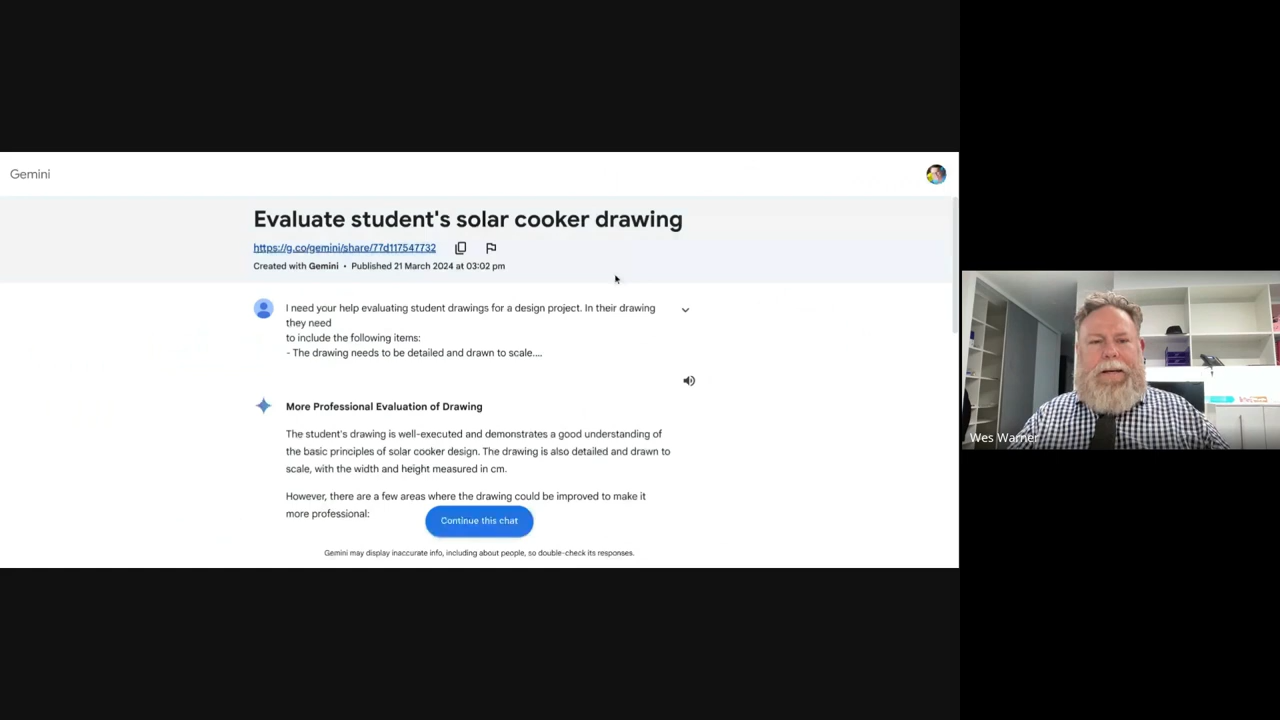 Gemini
Evaluate student's solar cooker drawing
https://g.co/gemini/share/77d117547732
Created with Gemini • Published 21 March 2024 at 03:02 pm
I need your help evaluating student drawings for a design project. In their drawing
they need
to include the following items:
- The drawing needs to be detailed and drawn to scale....
More Professional Evaluation of Drawing
The student's drawing is well-executed and demonstrates a good understanding of
the basic principles of solar cooker design. The drawing is also detailed and drawn to
scale, with the width and height measured in cm.
However, there are a few areas where the drawing could be improved to make it
more professional:
Continue this chat
Gemini may display inaccurate info, including about people, so double-check its responses.
Wes Warner